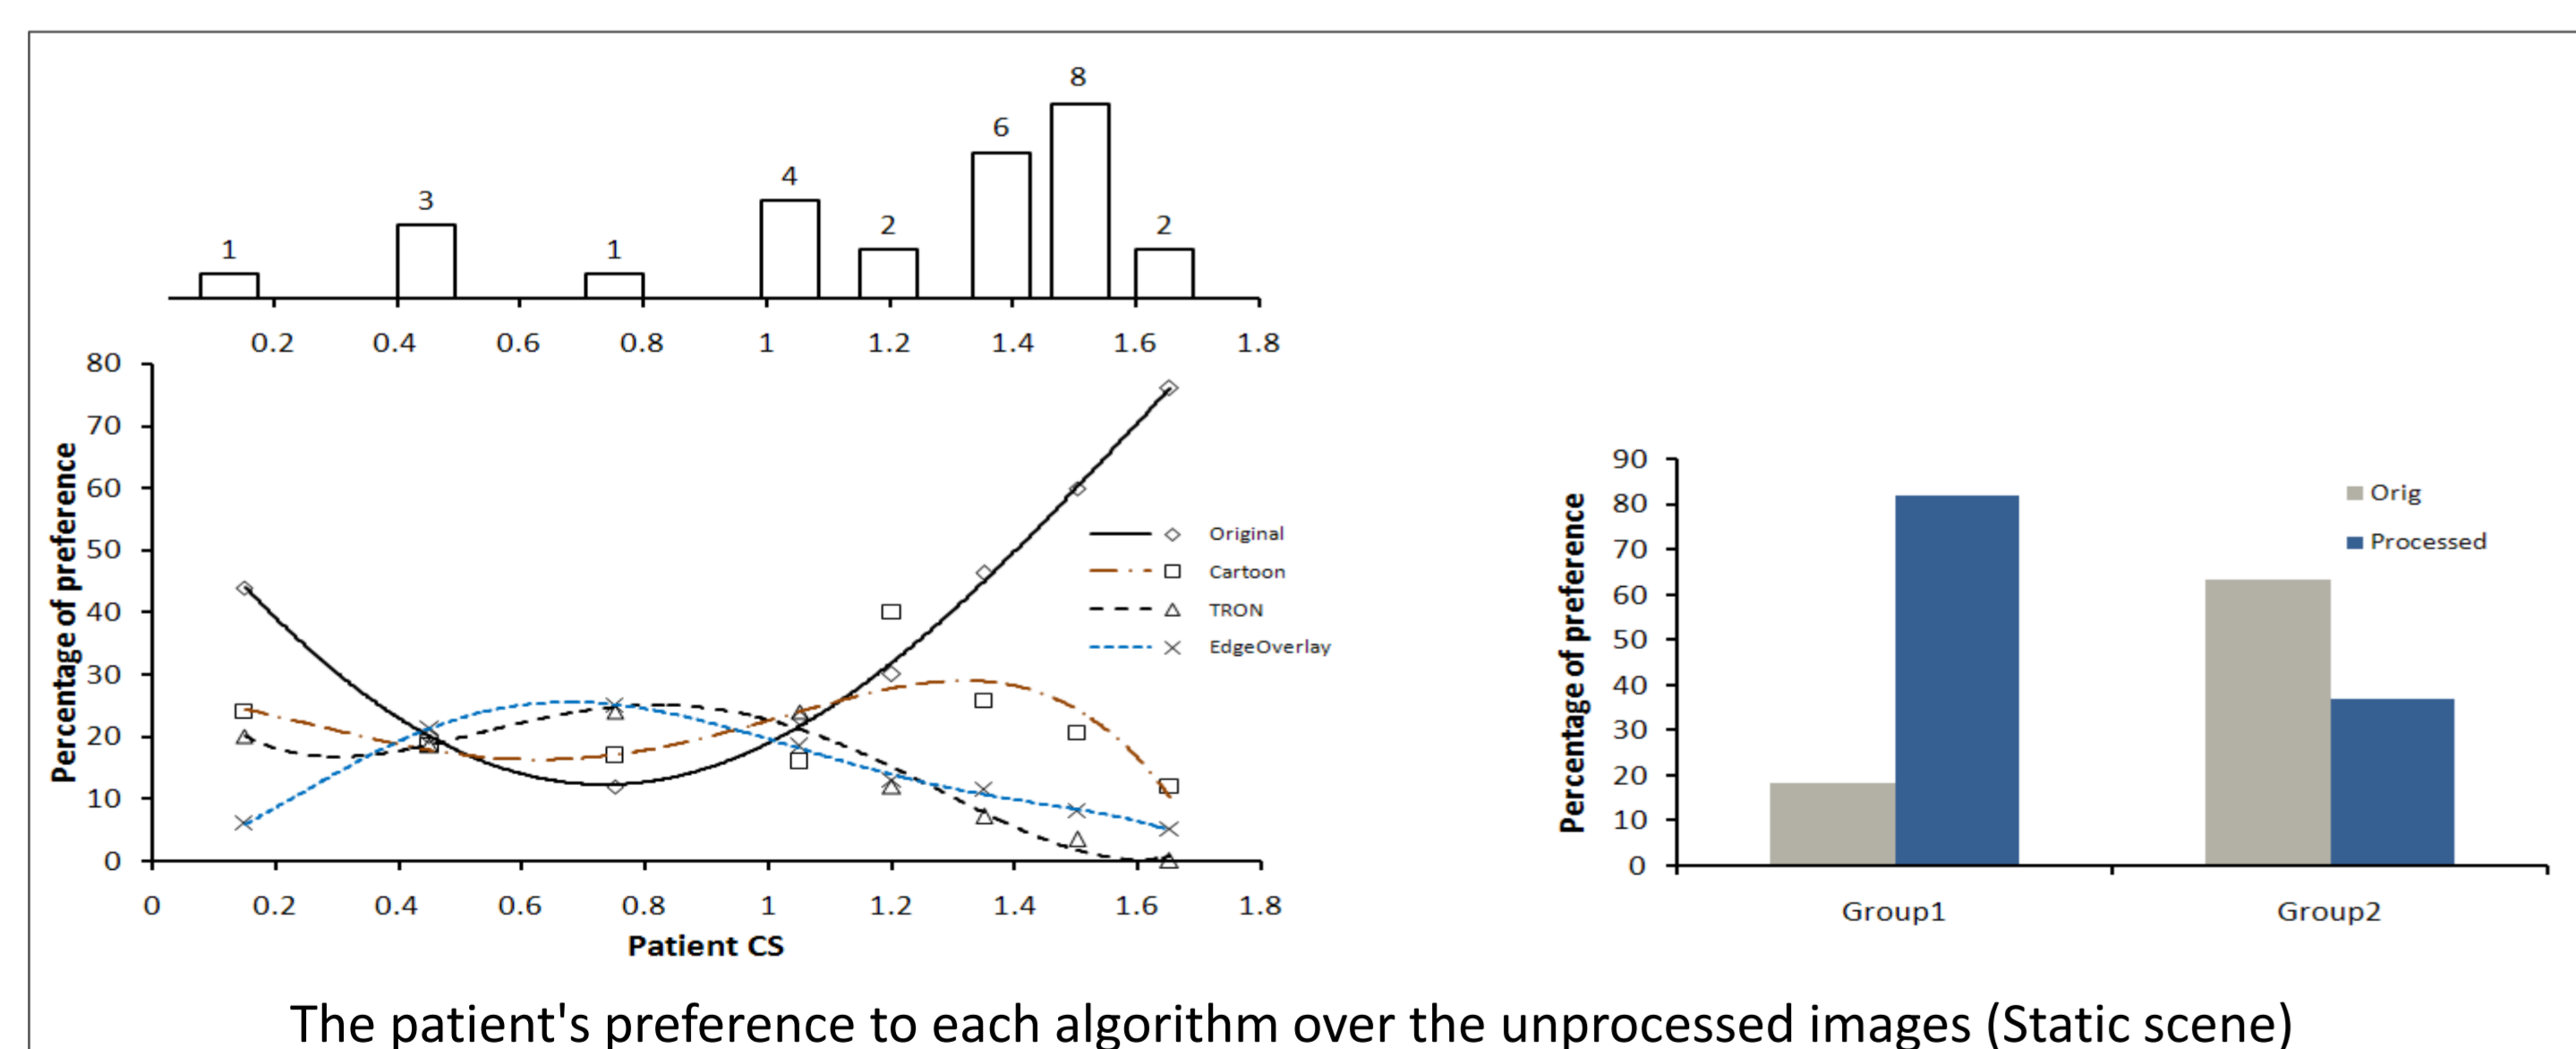 8
6
4
3
2
2
1
1
0.2 0.4 0.6 0.8 1 1.2 1.4 1.6 1.8
80
70
60
50
40
30
20
10
0
Percentage of preference
Original
Cartoon
TRON
EdgeOverlay
0 0.2 0.4 0.6 0.8 1 1.2 1.4 1.6 1.8
Patient CS
90
80
70
60
50
40
30
20
10
0
Percentage of preference
Orig
Processed
Group1 Group2
The patient's preference to each algorithm over the unprocessed images (Static scene)